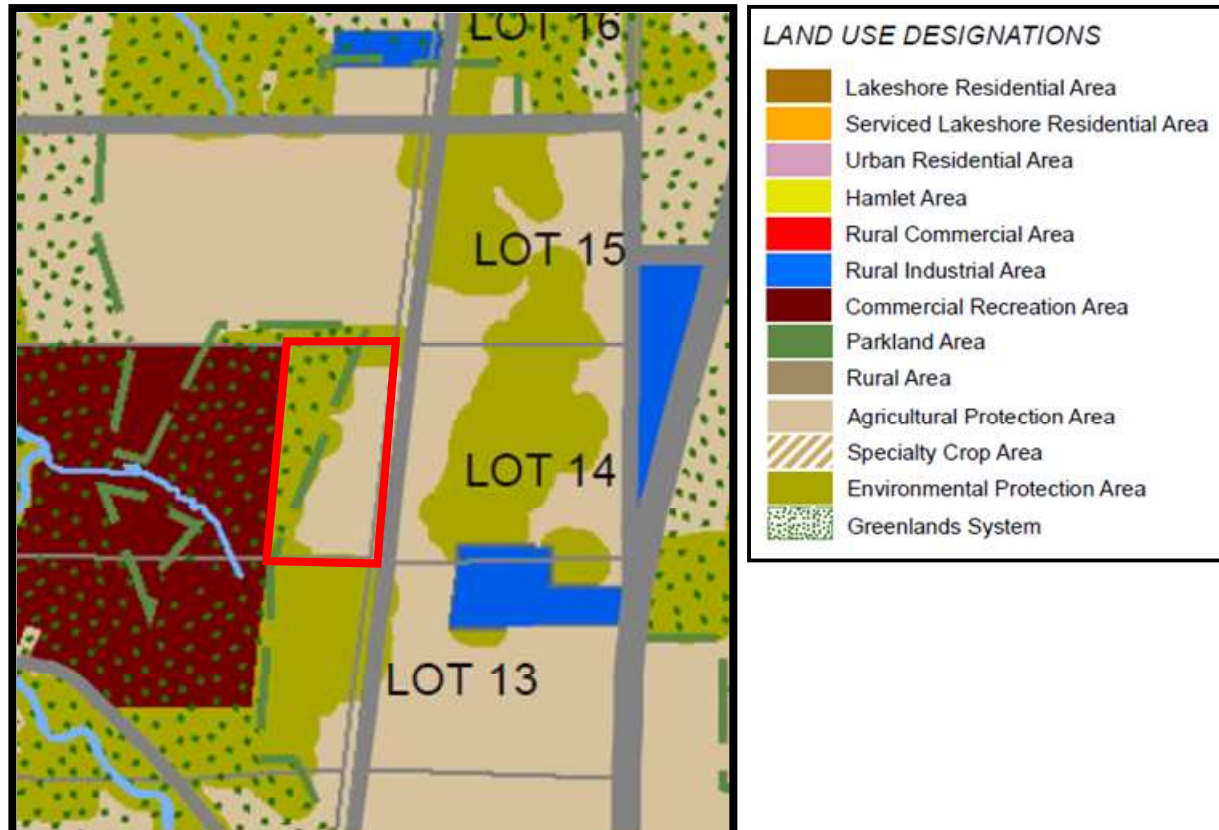 LOT 16
LOT 15
LOT 14
LOT 13
LAND USE DESIGNATIONS
Lakeshore Residential Area
Serviced Lakeshore Residential Area
Urban Residential Area
Hamlet Area
Rural Commercial Area
Rural Industrial Area
Commercial Recreation Area
Parkland Area
Rural Area
Agricultural Protection Area
Specialty Crop Area
Environmental Protection Area
Greenlands System